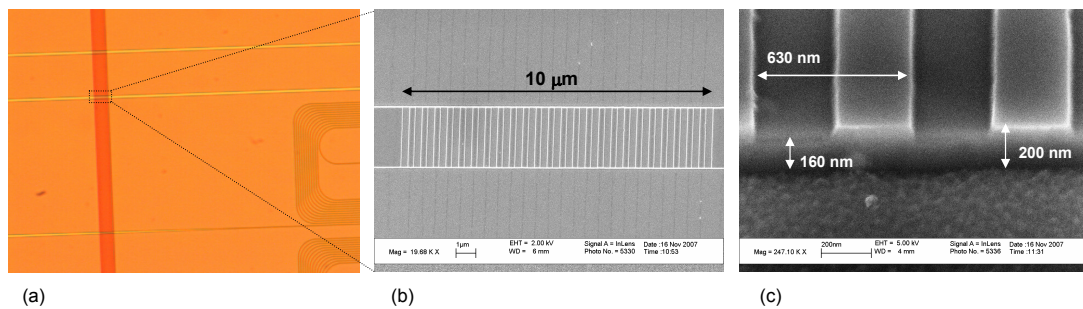 10 μm
Mag = 19.68 K X
1μm
EHT = 2.00 kV
WD = 6 mm
Signal A = InLens
Photo No. = 5330
Date :16 Nov 2007
Time :10:53
630 nm
160 nm
200 nm
Mag = 247.10 K X
200nm
EHT = 5.00 kV
WD = 4 mm
Signal A = InLens
Photo No. = 5336
Date :16 Nov 2007
Time :11:31
(a)
(b)
(c)